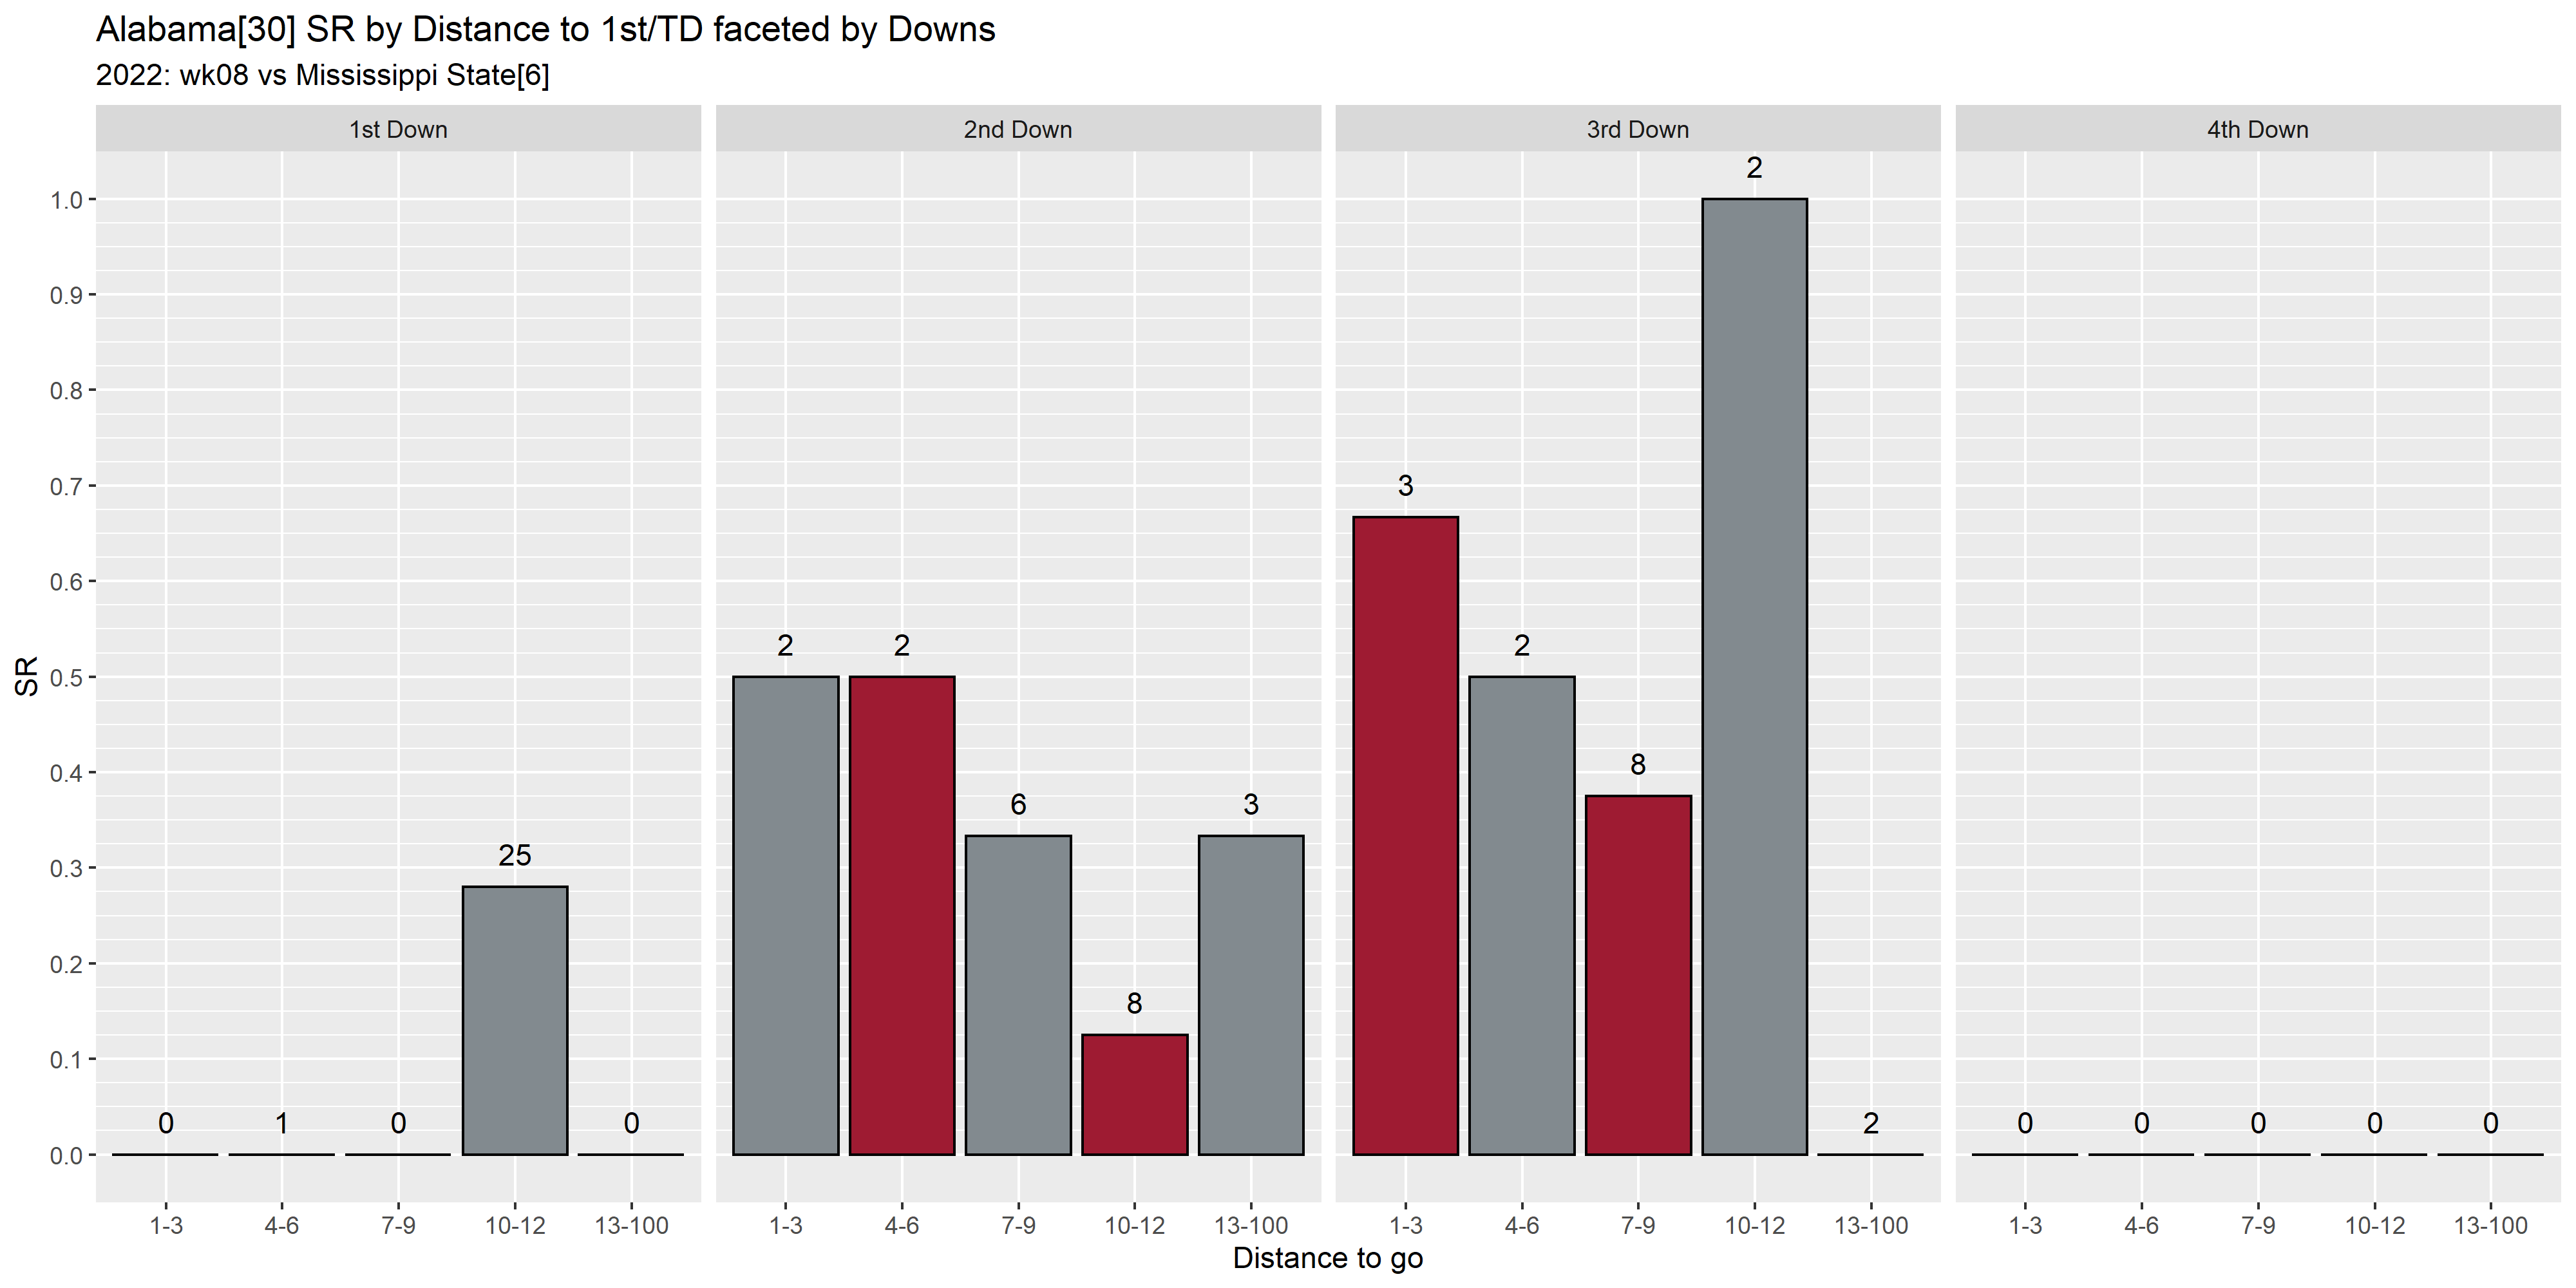 Alabama[30] SR by Distance to 1st/TD faceted by Downs
2022: wk08 vs Mississippi State[6]
1st Down 2nd Down 3rd Down 4th Down
SR
1.0
0.9
0.8
0.7
0.6
0.5
0.4
0.3
0.2
0.1
0.0
0 1 0 25 0
2 2 6 8 3
3 2 8 2 2
0 0 0 0 0
1-3 4-6 7-9 10-12 13-100 1-3 4-6 7-9 10-12 13-100 1-3 4-6 7-9 10-12 13-100 1-3 4-6 7-9 10-12 13-100
Distance to go